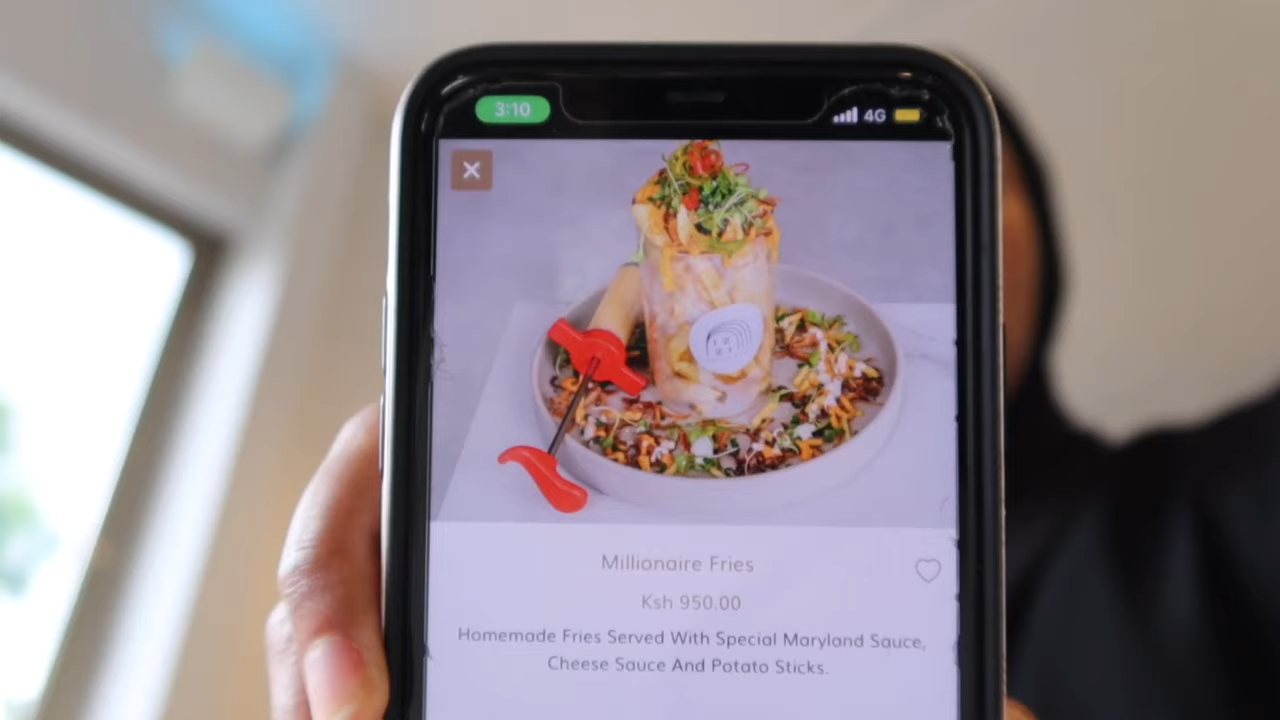 3:10
4G
Millionaire Fries
Ksh 950.00
Homemade Fries Served With Special Maryland Sauce,
Cheese Sauce And Potato Sticks.